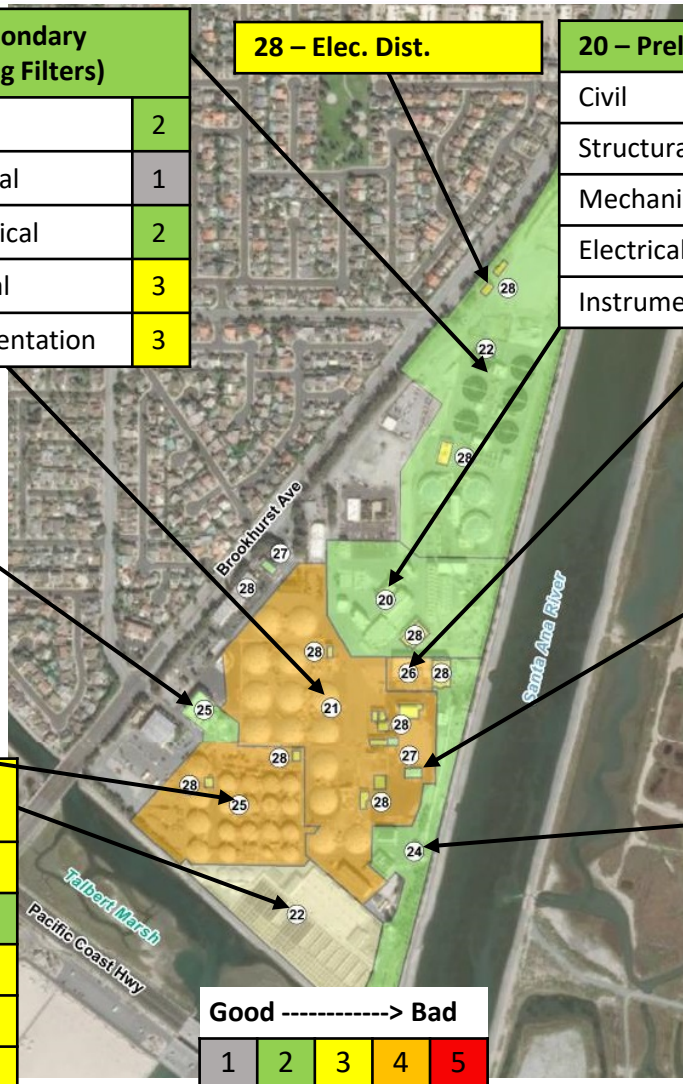 ondary
g Filters)
2
al
1
ical
2
al
3
entation
3
28 – Elec. Dist.
20 – Prel
Civil
Structura
Mechani
Electrical
Instrume
28
22
28
27
28
Brookhurst Ave
20
28
28
26
28
Santa Ana River
21
25
28
27
28
28
25
28
24
22
Talbert Marsh
Pacific Coast Hwy
Good ------------> Bad
1 2 3 4 5